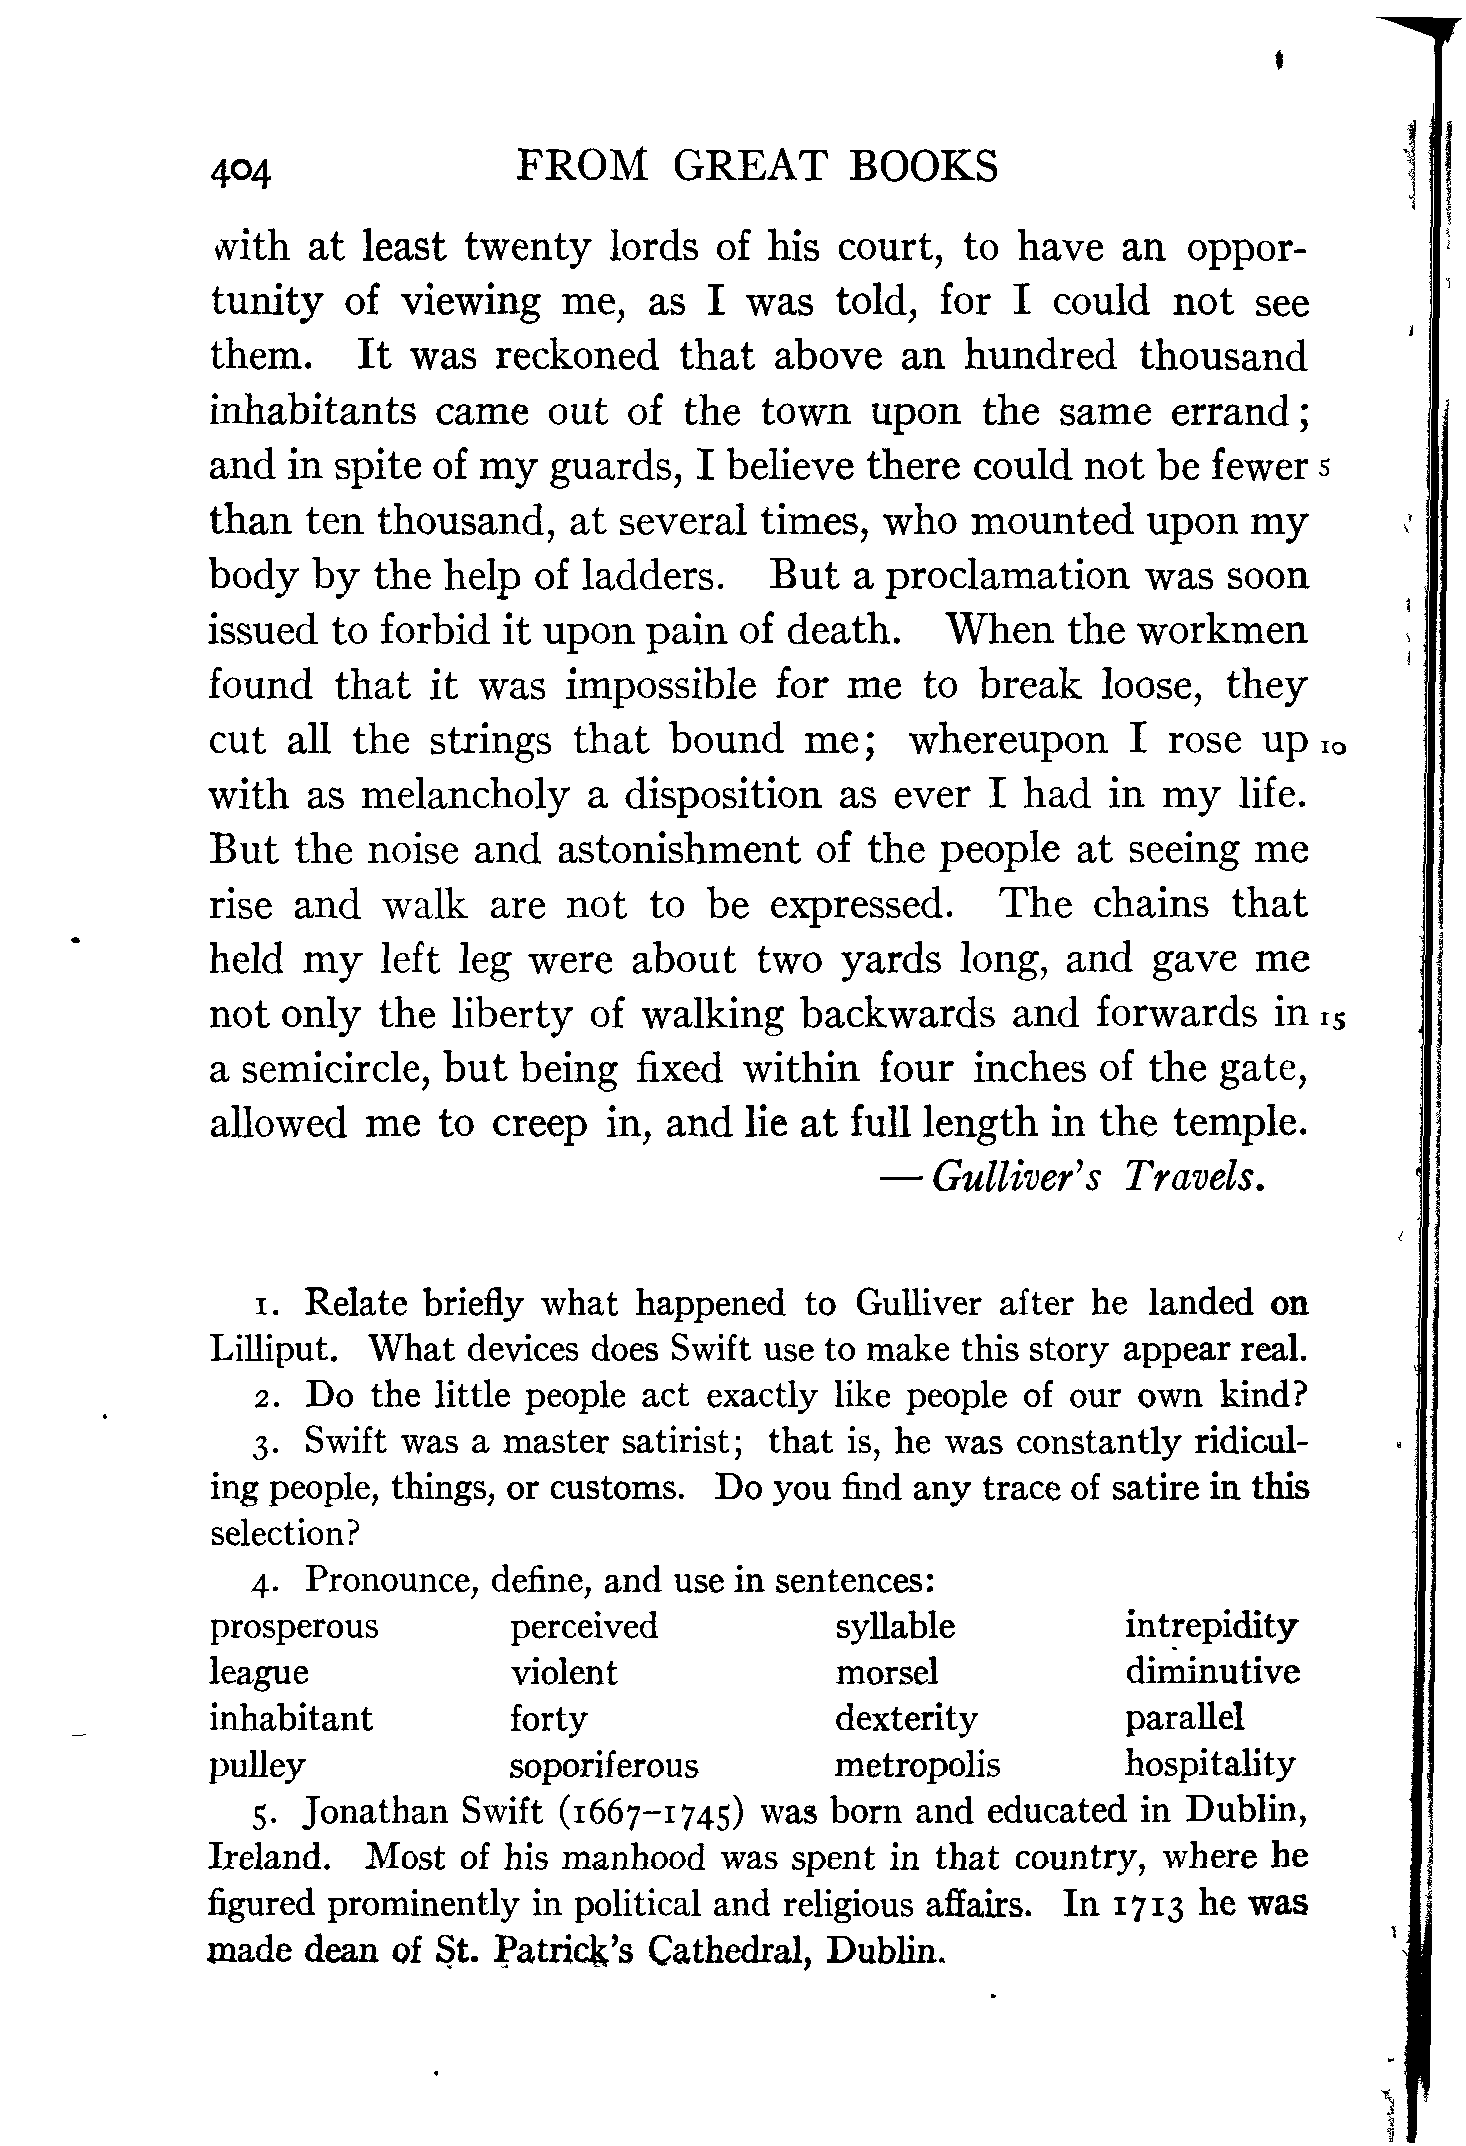 404 FROM GREAT BOOKS
with at least twenty lords of his court, to have an oppor-
tunity of viewing me, as I was told, for I could not see
them. It was reckoned that above an hundred thousand
inhabitants came out of the town upon the same errand;
and in spite of my guards, I believe there could not be fewer 5
than ten thousand, at several times, who mounted upon my
body by the help of ladders. But a proclamation was soon
issued to forbid it upon pain of death. When the workmen
found that it was impossible for me to break loose, they
cut all the strings that bound me; whereupon I rose up 10
with as melancholy a disposition as ever I had in my life.
But the noise and astonishment of the people at seeing me
rise and walk are not to be expressed. The chains that
held my left leg were about two yards long, and gave me
not only the liberty of walking backwards and forwards in 15
a semicircle, but being fixed within four inches of the gate,
allowed me to creep in, and lie at full length in the temple.
— Gulliver's Travels.
1. Relate briefly what happened to Gulliver after he landed on
Lilliput. What devices does Swift use to make this story appear real.
2. Do the little people act exactly like people of our own kind?
3. Swift was a master satirist; that is, he was constantly ridicul-
ing people, things, or customs. Do you find any trace of satire in this
selection?
4. Pronounce, define, and use in sentences:
prosperous perceived syllable intrepidity
league violent morsel diminutive
inhabitant forty dexterity parallel
pulley soporiferous metropolis hospitality
5. Jonathan Swift (1667–1745) was born and educated in Dublin,
Ireland. Most of his manhood was spent in that country, where he
figured prominently in political and religious affairs. In 1713 he was
made dean of St. Patrick's Cathedral, Dublin.